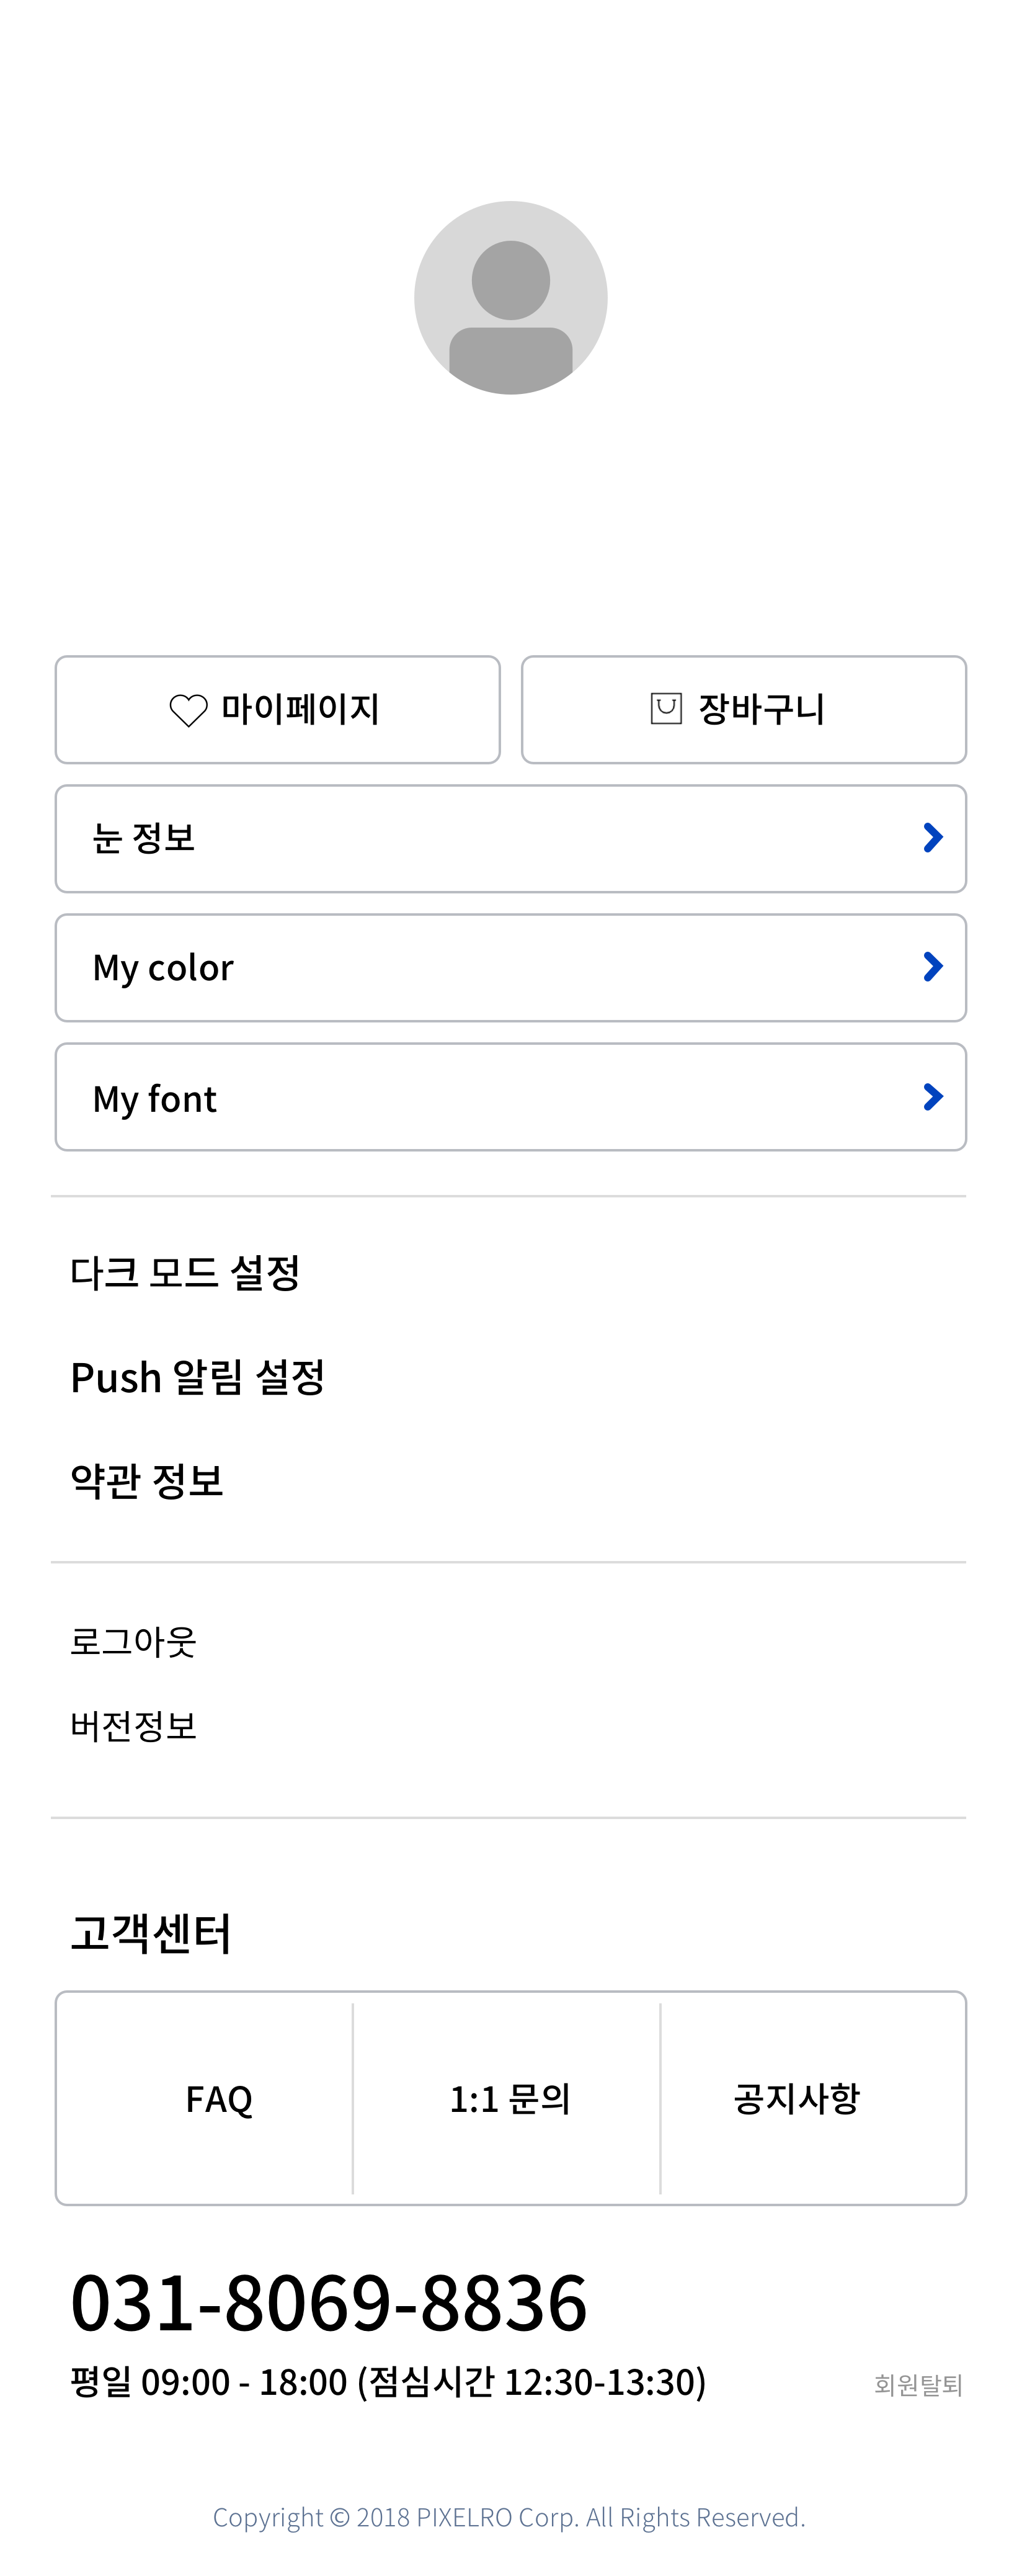 마이페이지
장바구니
눈 정보
My color
My font
다크 모드 설정
Push 알림 설정
약관 정보
로그아웃
버전정보
고객센터
FAQ
1:1 문의
공지사항
031-8069-8836
평일 09:00 - 18:00 (점심시간 12:30-13:30)
회원탈퇴
Copyright © 2018 PIXELRO Corp. All Rights Reserved.